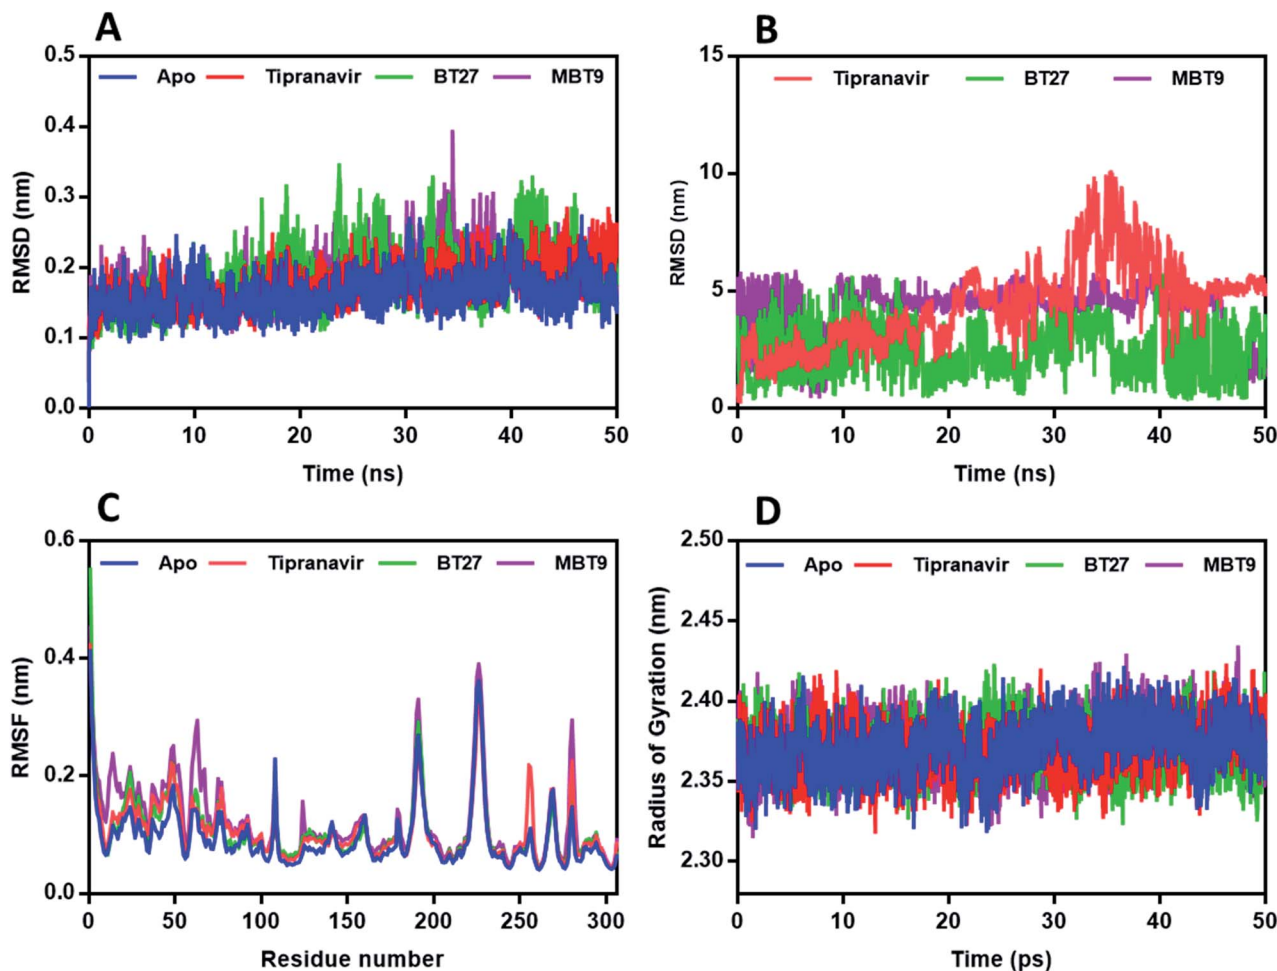 A
0.5
Apo Tipranavir BT27 MBT9
0.4
0.3
0.2
0.1
0.0
RMSD (nm)
0 10 20 30 40 50
Time (ns)
B
15
Tipranavir BT27 MBT9
10
5
0
RMSD (nm)
0 10 20 30 40 50
Time (ns)
C
0.6
Apo Tipranavir BT27 MBT9
0.4
0.2
0.0
RMSF (nm)
0 50 100 150 200 250 300
Residue number
D
2.50
Apo Tipranavir BT27 MBT9
2.45
2.40
2.35
2.30
Radius of Gyration (nm)
0 10 20 30 40 50
Time (ps)